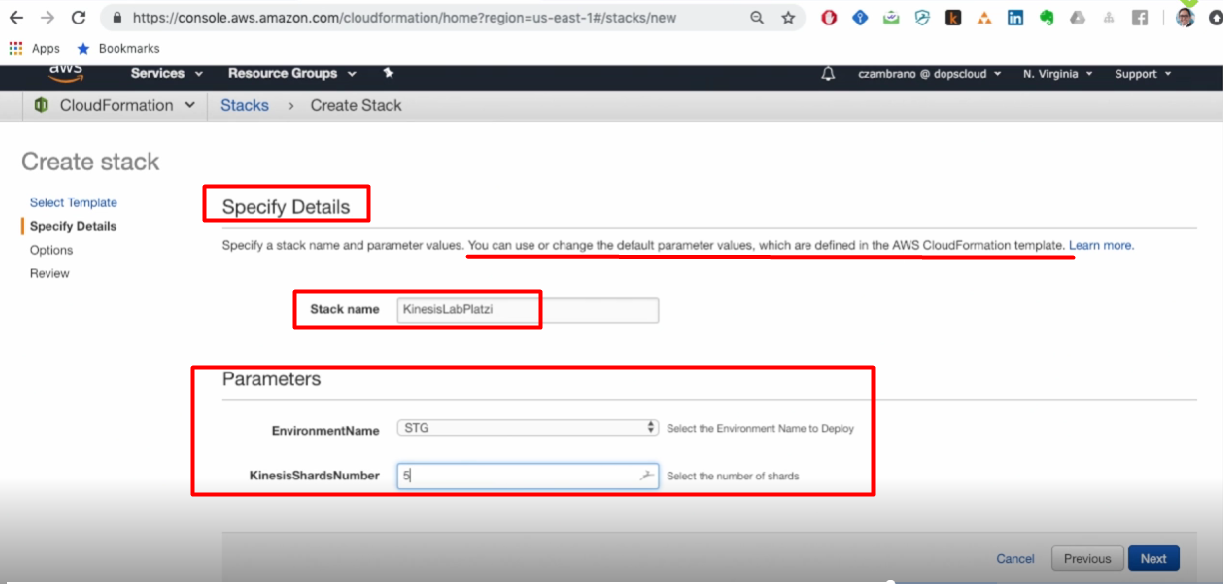 https://console.aws.amazon.com/cloudformation/home?region=us-east-1#/stacks/new
Apps Bookmarks
aws Services Resource Groups czambrano @ dopscloud N. Virginia Support
CloudFormation Stacks > Create Stack
Create stack
Select Template
Specify Details
Options
Review
Specify Details
Specify a stack name and parameter values. You can use or change the default parameter values, which are defined in the AWS CloudFormation template. Learn more.
Stack name KinesisLabPlatzi
Parameters
EnvironmentName STG Select the Environment Name to Deploy
KinesisShardsNumber 5 Select the number of shards
Cancel Previous Next